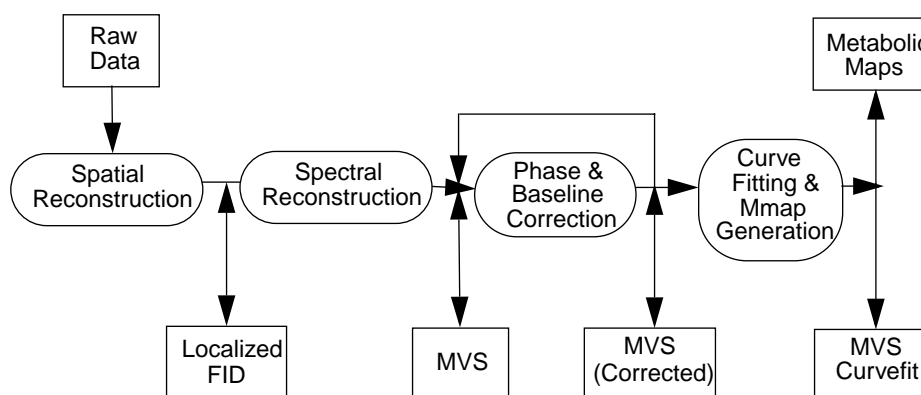 Raw
Data
Metabolic
Maps
Spatial
Reconstruction
Spectral
Reconstruction
Phase &
Baseline
Correction
Curve
Fitting &
Mmap
Generation
Localized
FID
MVS
MVS
(Corrected)
MVS
Curvefit